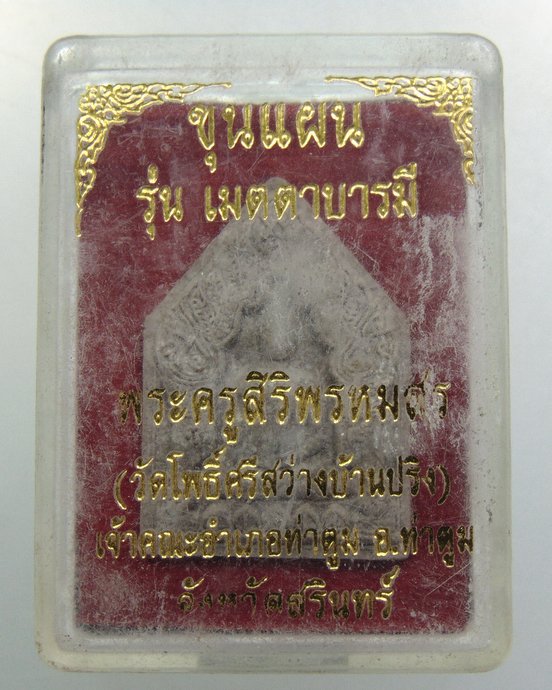 ขุนแผน
รุ่น เมตตาบารมี
พระครูสิริพรหมสร
(วัดโพธิ์ศรีสว่างบ้านปริง)
เจ้าคณะอำเภอท่าตูม อ.ท่าตูม
จังหวัดสุรินทร์